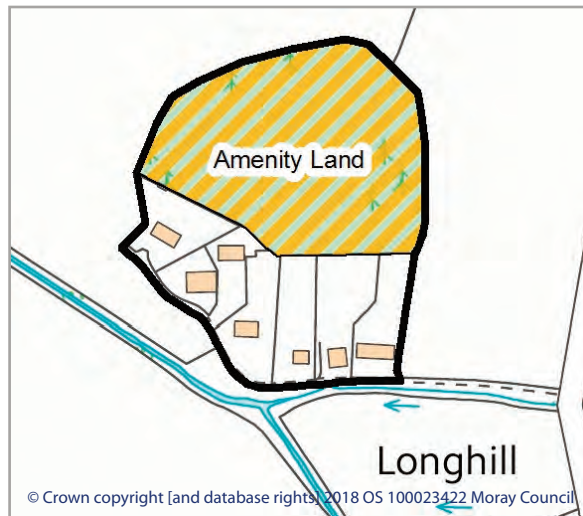 Amenity Land
Longhill
© Crown copyright [and database rights] 2018 OS 100023422 Moray Council